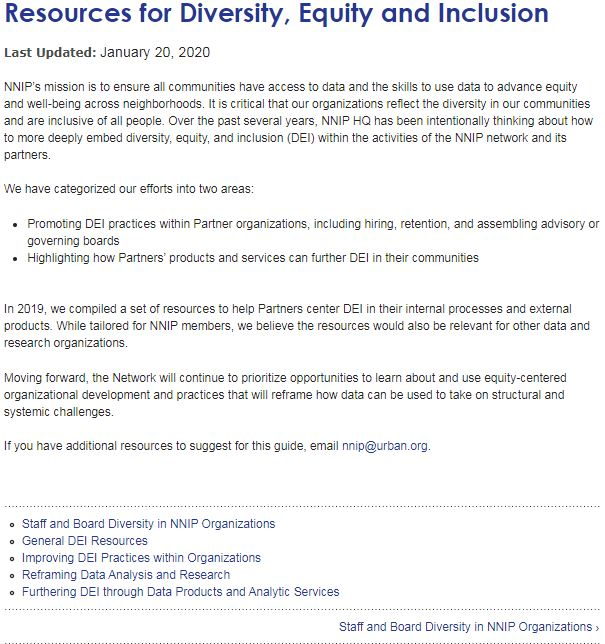 Resources for Diversity, Equity and Inclusion
Last Updated: January 20, 2020
NNIP's mission is to ensure all communities have access to data and the skills to use data to advance equity
and well-being across neighborhoods. It is critical that our organizations reflect the diversity in our communities
and are inclusive of all people. Over the past several years, NNIP HQ has been intentionally thinking about how
to more deeply embed diversity, equity, and inclusion (DEI) within the activities of the NNIP network and its
partners.
We have categorized our efforts into two areas:
• Promoting DEI practices within Partner organizations, including hiring, retention, and assembling advisory or
governing boards
• Highlighting how Partners' products and services can further DEI in their communities
In 2019, we compiled a set of resources to help Partners center DEI in their internal processes and external
products. While tailored for NNIP members, we believe the resources would also be relevant for other data and
research organizations.
Moving forward, the Network will continue to prioritize opportunities to learn about and use equity-centered
organizational development and practices that will reframe how data can be used to take on structural and
systemic challenges.
If you have additional resources to suggest for this guide, email nnip@urban.org.
Staff and Board Diversity in NNIP Organizations
General DEI Resources
Improving DEI Practices within Organizations
Reframing Data Analysis and Research
Furthering DEI through Data Products and Analytic Services
Staff and Board Diversity in NNIP Organizations ›